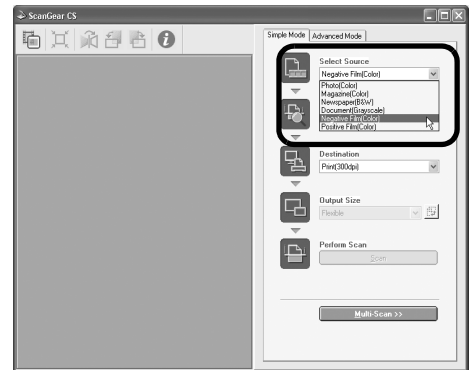 ScanGear CS
Simple Mode Advanced Mode
Select Source
Negative Film(Color)
Photo(Color)
Magazine(Color)
Newspaper(B&W)
Document(Grayscale)
Negative Film(Color)
Positive Film(Color)
Destination
Print(300dpi)
Output Size
Flexible
Perform Scan
Scan
Multi-Scan >>